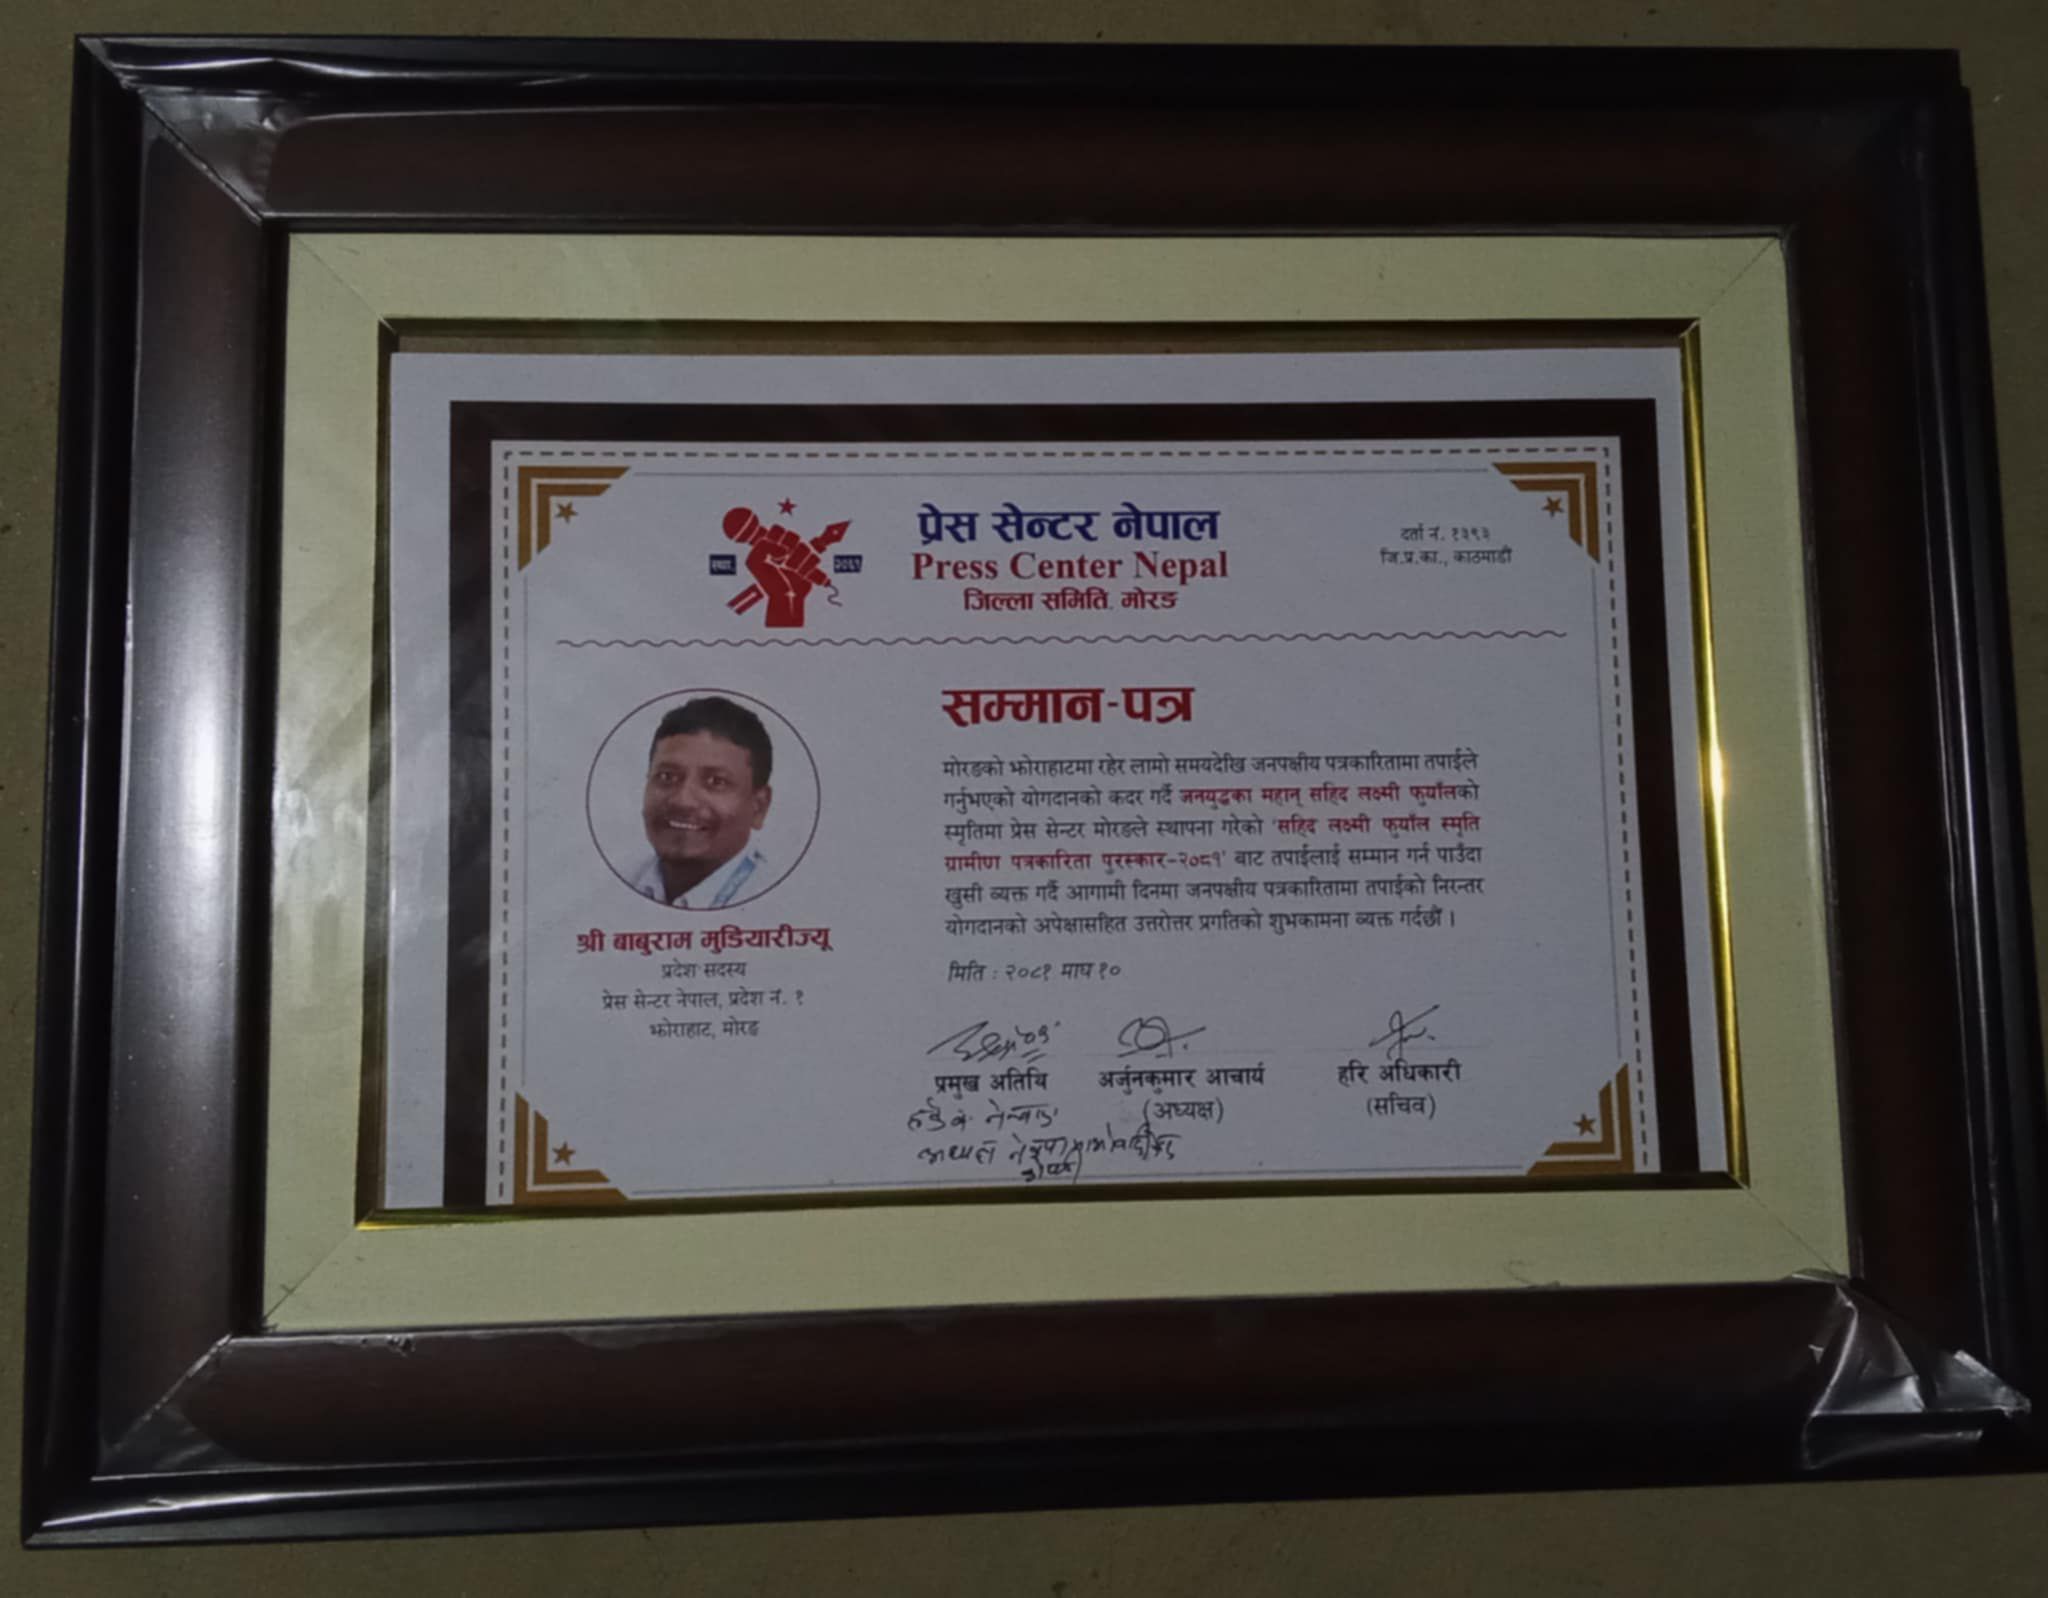 प्रेस सेन्टर नेपाल
Press Center Nepal
जिल्ला समिति, मोरङ
स्था. २०६१
दर्ता नं. १३९३
जि.प्र.का., काठमाडौं
सम्मान-पत्र
मोरङको झोराहाटमा रहेर लामो समयदेखि जनपक्षीय पत्रकारितामा तपाईले
गर्नुभएको योगदानको कदर गर्दै जनयुद्धका महान् सहिद लक्ष्मी फुयाँलको
स्मृतिमा प्रेस सेन्टर मोरङले स्थापना गरेको 'सहिद लक्ष्मी फुयाँल स्मृति
ग्रामीण पत्रकारिता पुरस्कार-२०८१' बाट तपाईलाई सम्मान गर्न पाउँदा
खुसी व्यक्त गर्दै आगामी दिनमा जनपक्षीय पत्रकारितामा तपाईको निरन्तर
योगदानको अपेक्षासहित उत्तरोत्तर प्रगतिको शुभकामना व्यक्त गर्दछौं ।
मिति : २०८१ माघ १०
श्री बाबुराम मुडियारीज्यू
प्रदेश सदस्य
प्रेस सेन्टर नेपाल, प्रदेश नं. १
झोराहाट, मोरङ
प्रमुख अतिथि
अर्जुनकुमार आचार्य
(अध्यक्ष)
हरि अधिकारी
(सचिव)